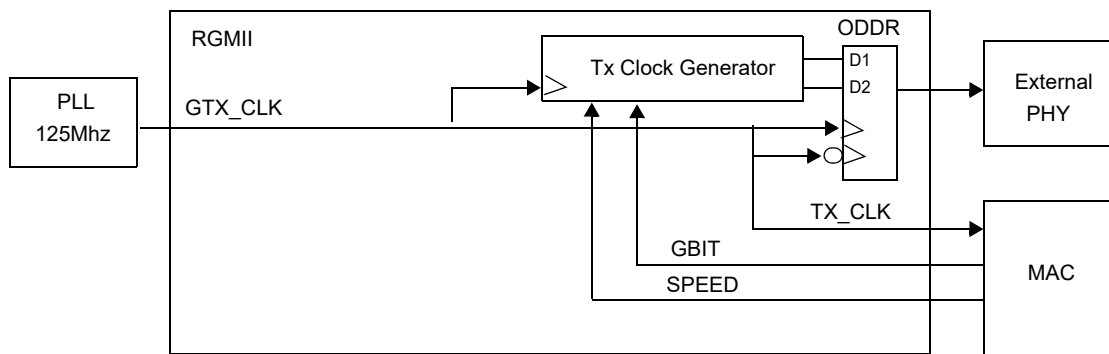 RGMII
ODDR
Tx Clock Generator
D1
D2
External
PHY
PLL
125Mhz
GTX_CLK
TX_CLK
GBIT
SPEED
MAC